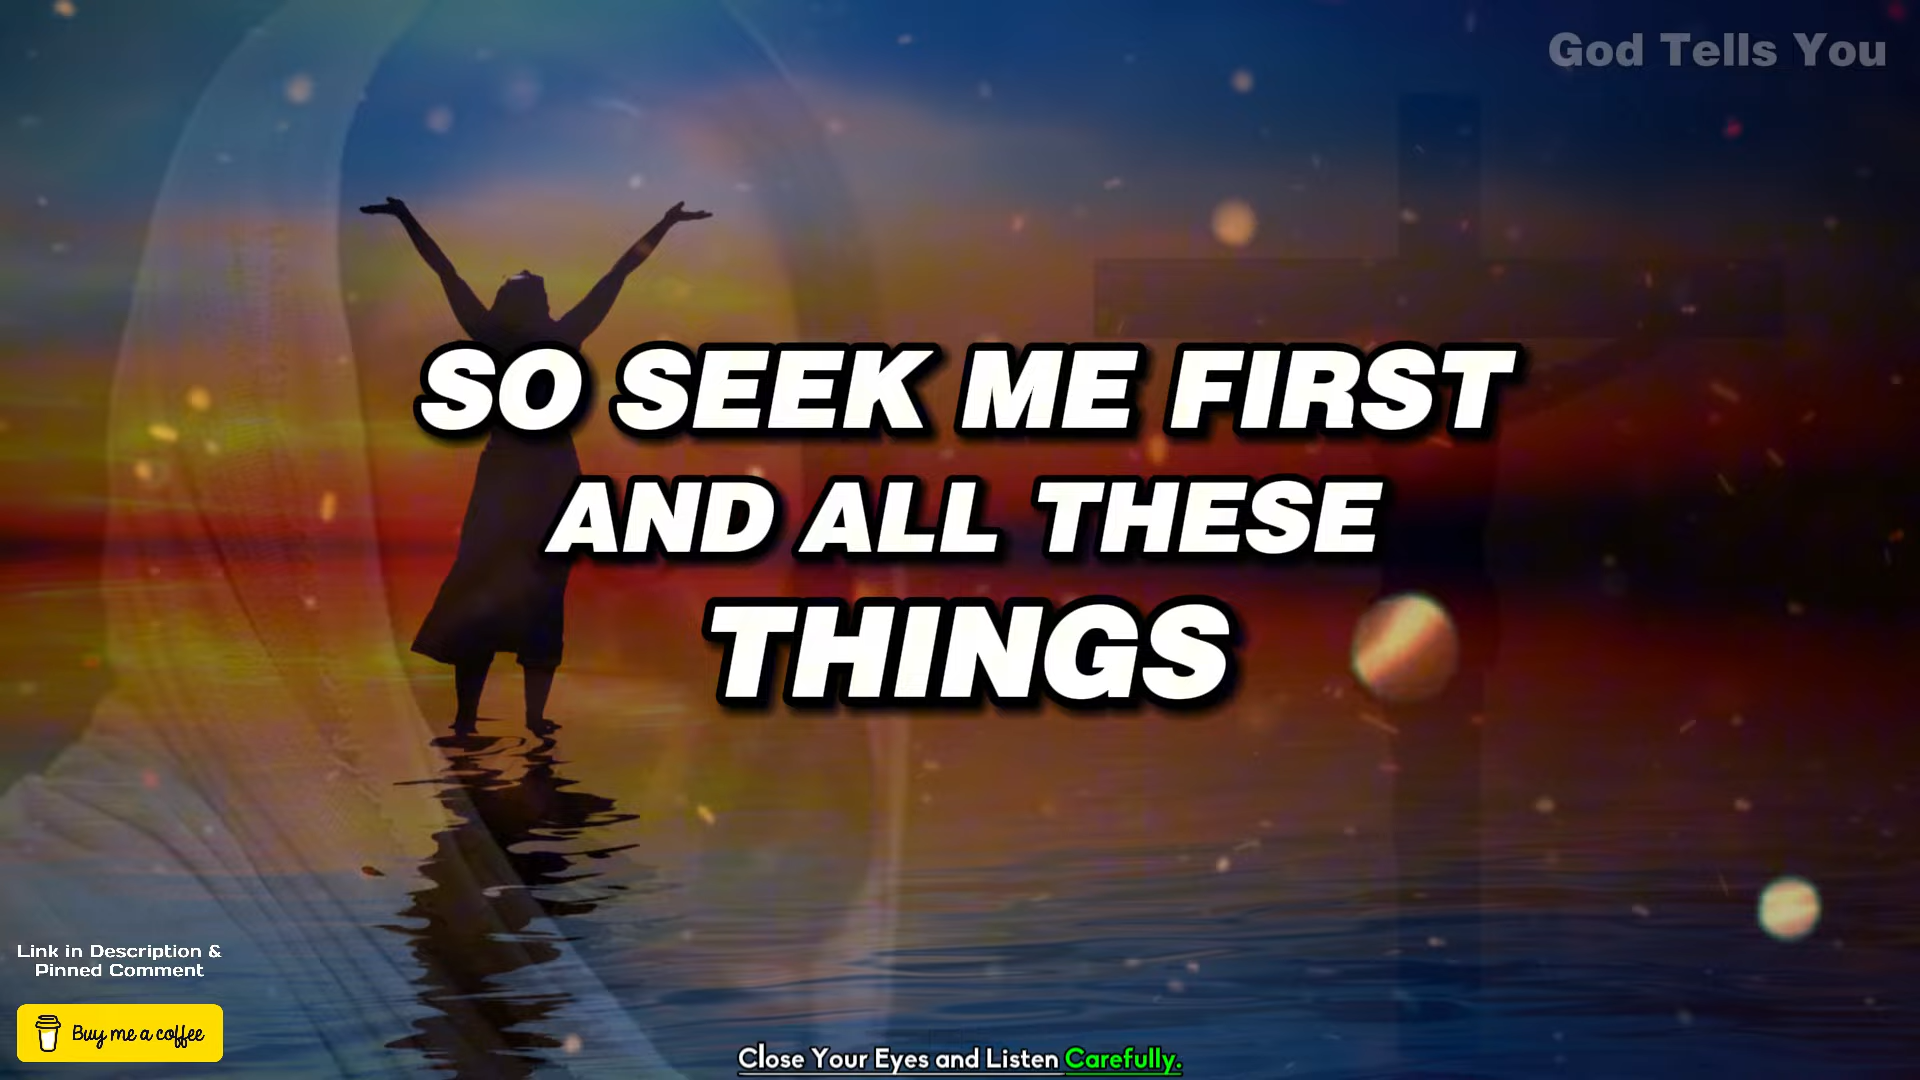 God Tells You
SO SEEK ME FIRST
AND ALL THESE
THINGS
Link in Description &
Pinned Comment
Buy me a coffee
Close Your Eyes and Listen Carefully.